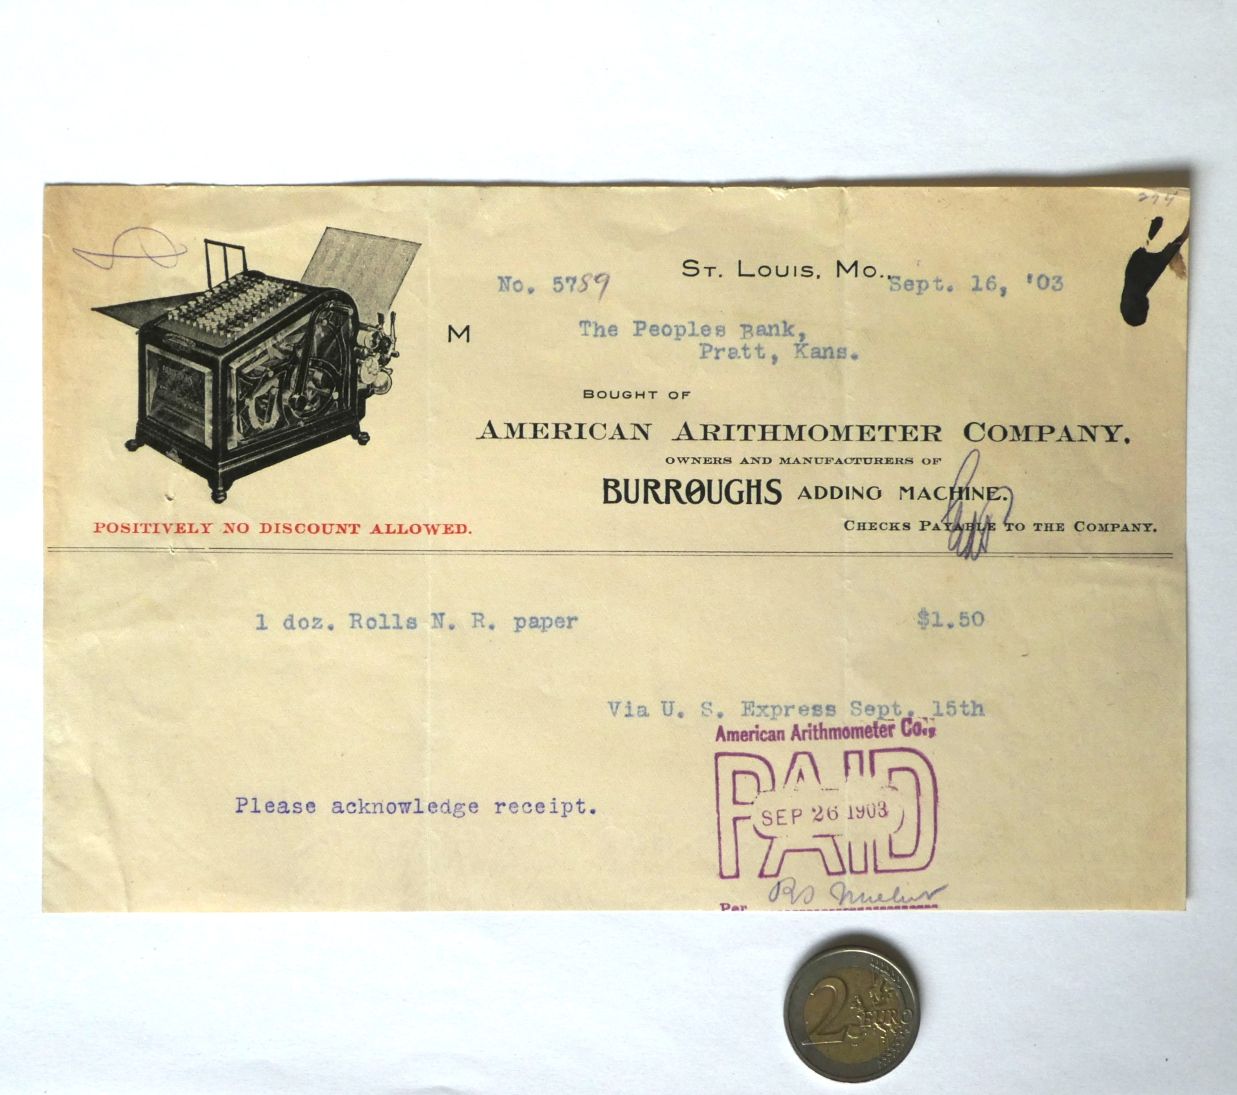 No. 5789
St. Louis, Mo., Sept. 16, '03
M The Peoples Bank,
Pratt, Kans.
BOUGHT OF
AMERICAN ARITHMOMETER COMPANY.
OWNERS AND MANUFACTURERS OF
BURROUGHS ADDING MACHINE.
POSITIVELY NO DISCOUNT ALLOWED.
CHECKS PAYABLE TO THE COMPANY.
1 doz. Rolls N. R. paper $1.50
Via U. S. Express Sept. 15th
American Arithmometer Co.,
PAID
SEP 26 1903
Please acknowledge receipt.
Per
2 EURO